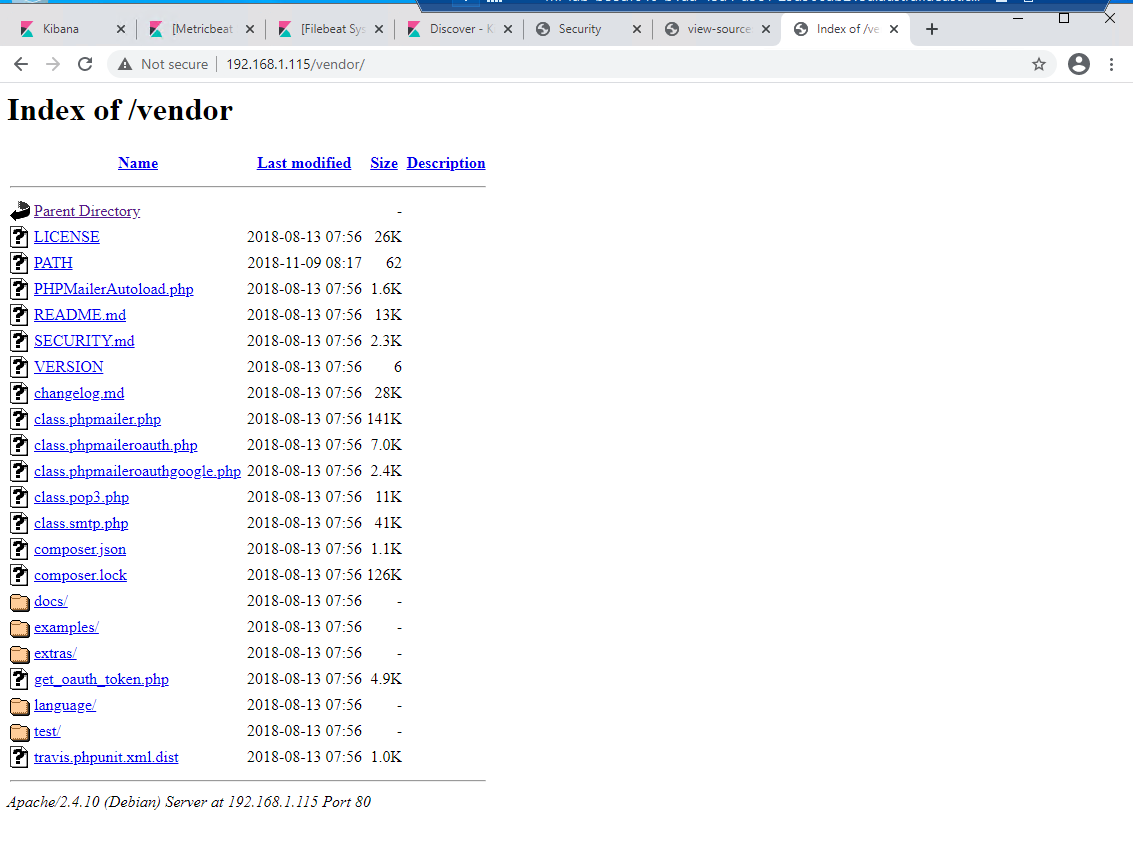 Kibana
[Metricbeat
[Filebeat Sys
Discover - K
Security
view-source
Index of /ve
Not secure
192.168.1.115/vendor/
Index of /vendor
Name Last modified Size Description
Parent Directory -
LICENSE 2018-08-13 07:56 26K
PATH 2018-11-09 08:17 62
PHPMailerAutoload.php 2018-08-13 07:56 1.6K
README.md 2018-08-13 07:56 13K
SECURITY.md 2018-08-13 07:56 2.3K
VERSION 2018-08-13 07:56 6
changelog.md 2018-08-13 07:56 28K
class.phpmailer.php 2018-08-13 07:56 141K
class.phpmaileroauth.php 2018-08-13 07:56 7.0K
class.phpmaileroauthgoogle.php 2018-08-13 07:56 2.4K
class.pop3.php 2018-08-13 07:56 11K
class.smtp.php 2018-08-13 07:56 41K
composer.json 2018-08-13 07:56 1.1K
composer.lock 2018-08-13 07:56 126K
docs/ 2018-08-13 07:56 -
examples/ 2018-08-13 07:56 -
extras/ 2018-08-13 07:56 -
get_oauth_token.php 2018-08-13 07:56 4.9K
language/ 2018-08-13 07:56 -
test/ 2018-08-13 07:56 -
travis.phpunit.xml.dist 2018-08-13 07:56 1.0K
Apache/2.4.10 (Debian) Server at 192.168.1.115 Port 80